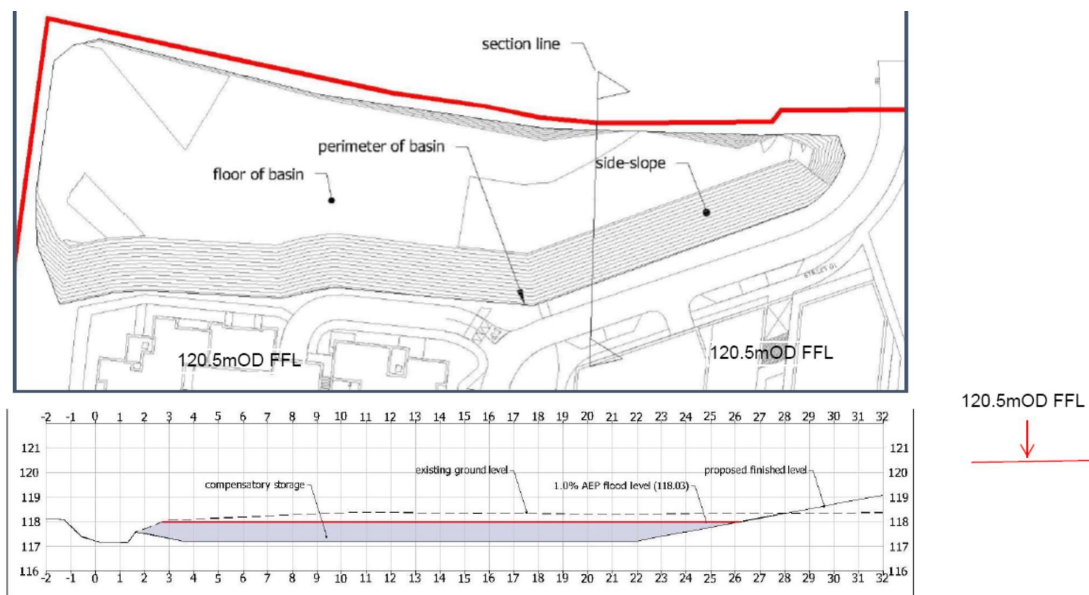 section line
perimeter of basin
floor of basin
side-slope
120.5mOD FFL
120.5mOD FFL
120.5mOD FFL
-2 -1 0 1 2 3 4 5 6 7 8 9 10 11 12 13 14 15 16 17 18 19 20 21 22 23 24 25 26 27 28 29 30 31 32
121 121
120 120
existing ground level
proposed finished level
compensatory storage
1.0% AEP flood level (118.03)
119 119
118 118
117 117
116 116
-2 -1 0 1 2 3 4 5 6 7 8 9 10 11 12 13 14 15 16 17 18 19 20 21 22 23 24 25 26 27 28 29 30 31 32